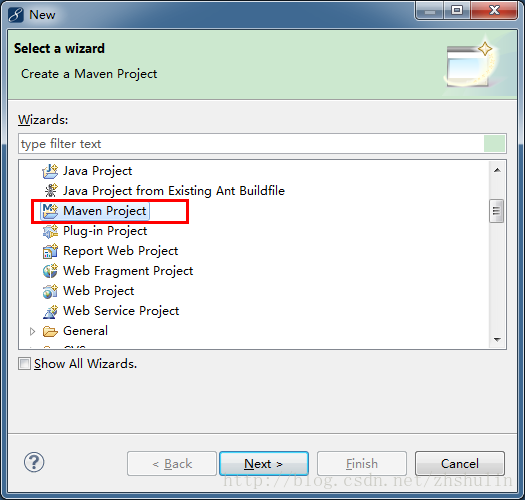 New
Select a wizard
Create a Maven Project
Wizards:
type filter text
Java Project
Java Project from Existing Ant Buildfile
Maven Project
Plug-in Project
Report Web Project
Web Fragment Project
Web Project
Web Service Project
General
CVS
Show All Wizards.
< Back
Next >
Finish
Cancel
http://blog.csdn.net/zhshulin